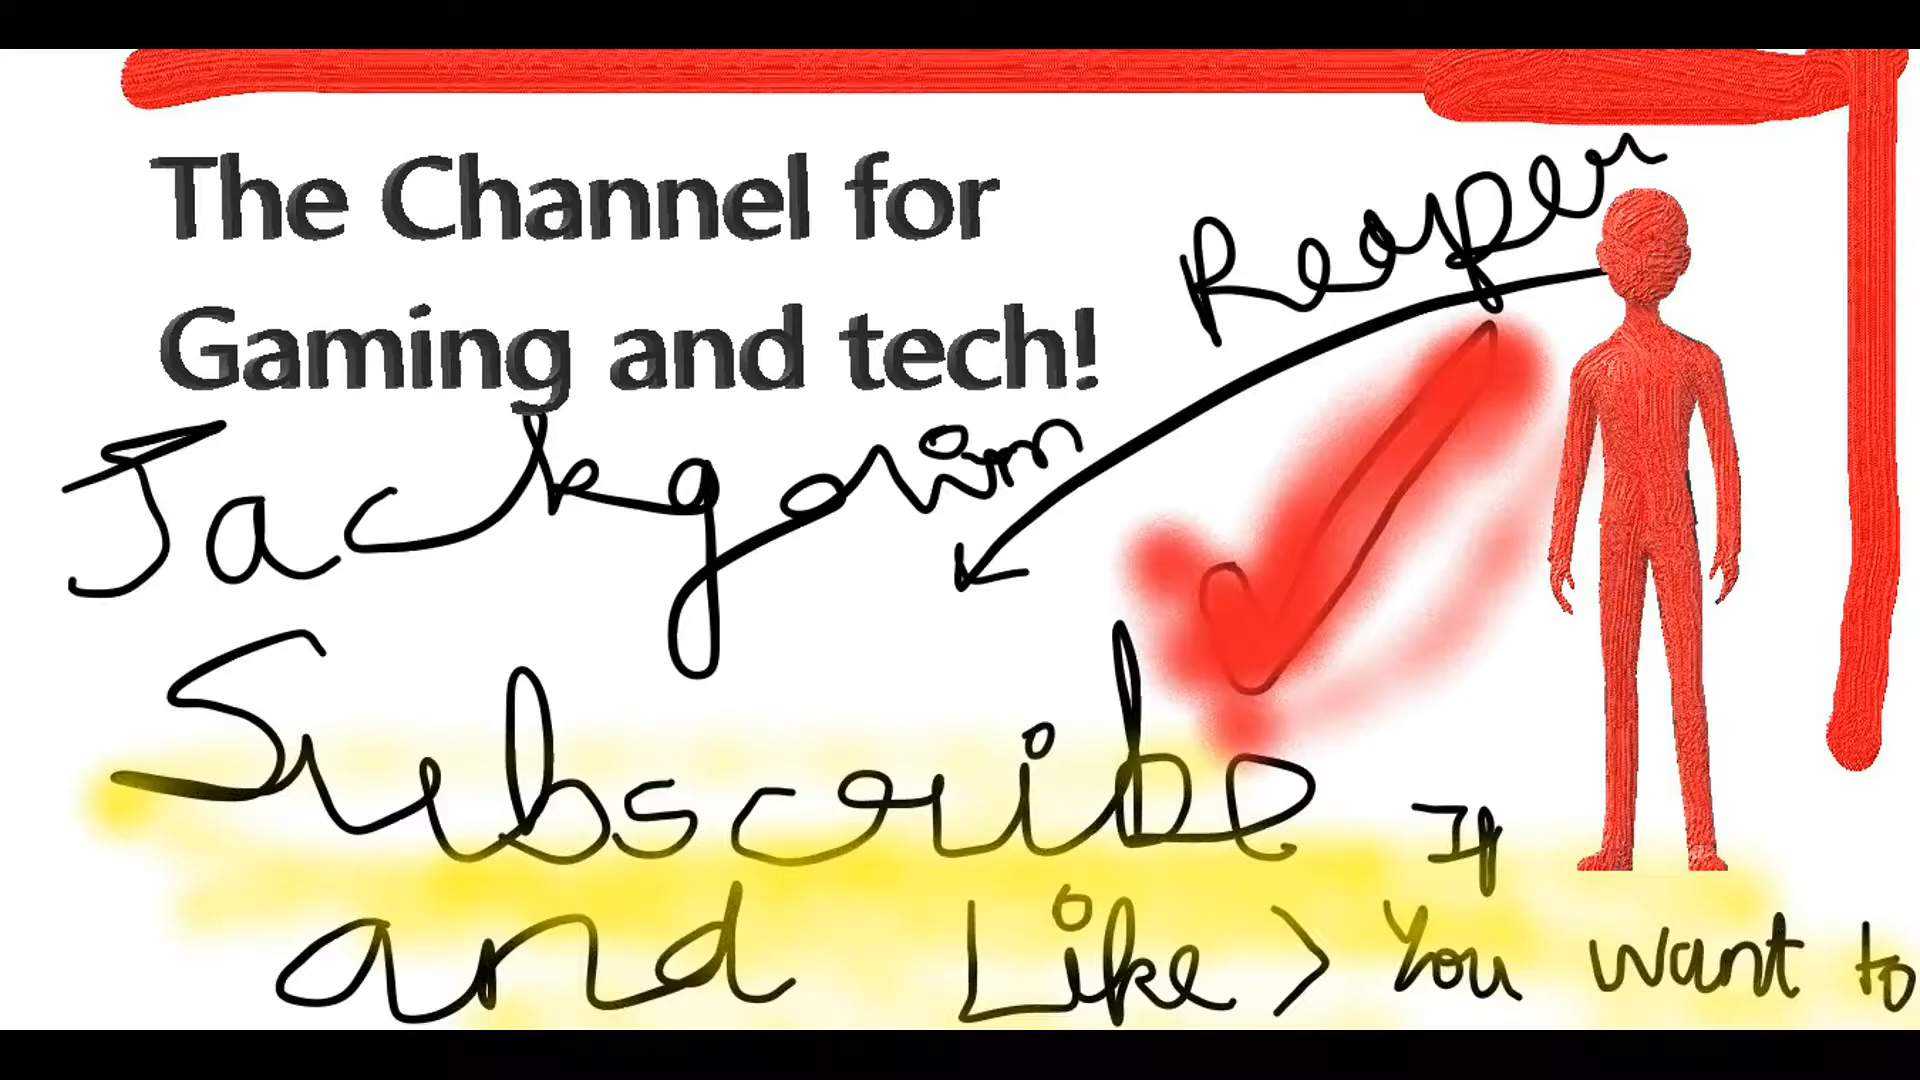 The Channel for
Gaming and tech!
Reaper
Jackgrim
Subscribe If
and Like > You want to